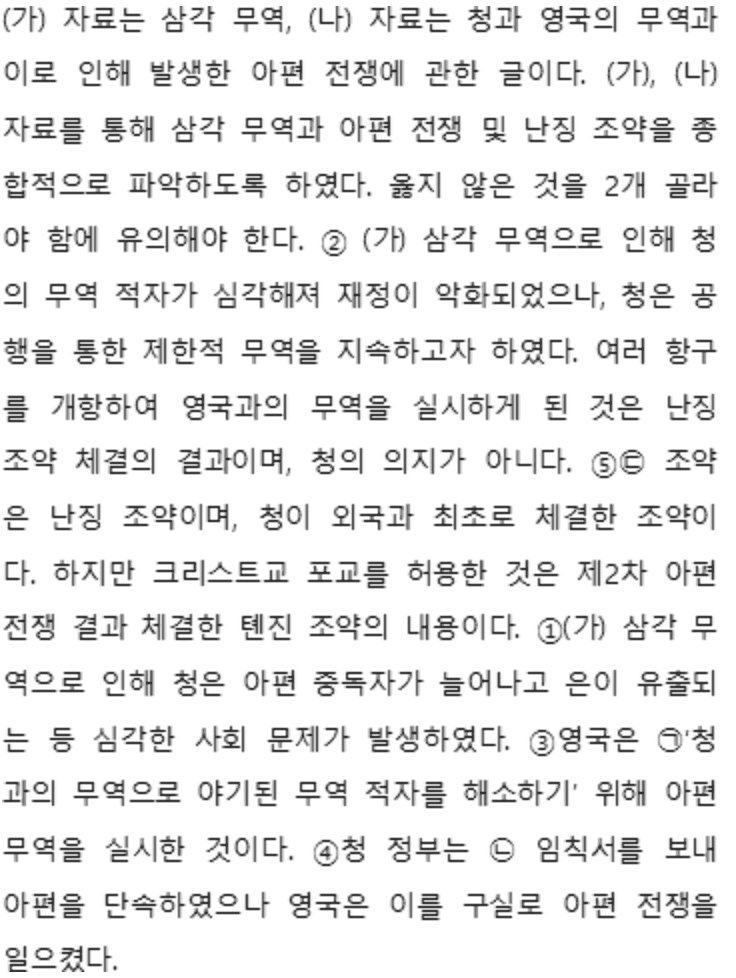 (가) 자료는 삼각 무역, (나) 자료는 청과 영국의 무역과
이로 인해 발생한 아편 전쟁에 관한 글이다. (가), (나)
자료를 통해 삼각 무역과 아편 전쟁 및 난징 조약을 종
합적으로 파악하도록 하였다. 옳지 않은 것을 2개 골라
야 함에 유의해야 한다. ② (가) 삼각 무역으로 인해 청
의 무역 적자가 심각해져 재정이 악화되었으나, 청은 공
행을 통한 제한적 무역을 지속하고자 하였다. 여러 항구
를 개항하여 영국과의 무역을 실시하게 된 것은 난징
조약 체결의 결과이며, 청의 의지가 아니다. ⑤㉢ 조약
은 난징 조약이며, 청이 외국과 최초로 체결한 조약이
다. 하지만 크리스트교 포교를 허용한 것은 제2차 아편
전쟁 결과 체결한 톈진 조약의 내용이다. ①(가) 삼각 무
역으로 인해 청은 아편 중독자가 늘어나고 은이 유출되
는 등 심각한 사회 문제가 발생하였다. ③영국은 ㉠'청
과의 무역으로 야기된 무역 적자를 해소하기' 위해 아편
무역을 실시한 것이다. ④청 정부는 ㉡ 임칙서를 보내
아편을 단속하였으나 영국은 이를 구실로 아편 전쟁을
일으켰다.